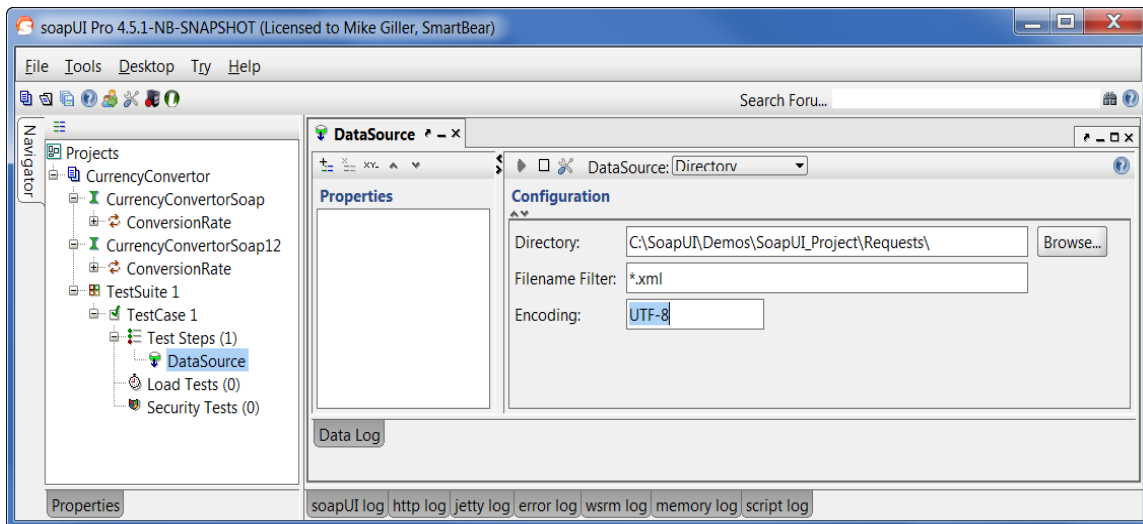 soapUI Pro 4.5.1-NB-SNAPSHOT (Licensed to Mike Giller, SmartBear)
File Tools Desktop Try Help
Search Foru...
Navigator
Projects
CurrencyConvertor
CurrencyConvertorSoap
ConversionRate
CurrencyConvertorSoap12
ConversionRate
TestSuite 1
TestCase 1
Test Steps (1)
DataSource
Load Tests (0)
Security Tests (0)
Properties
DataSource
XY-
DataSource: Directory
Properties
Configuration
Directory: C:\SoapUI\Demos\SoapUI_Project\Requests\ Browse...
Filename Filter: *.xml
Encoding: UTF-8
Data Log
soapUI log http log jetty log error log wsrm log memory log script log